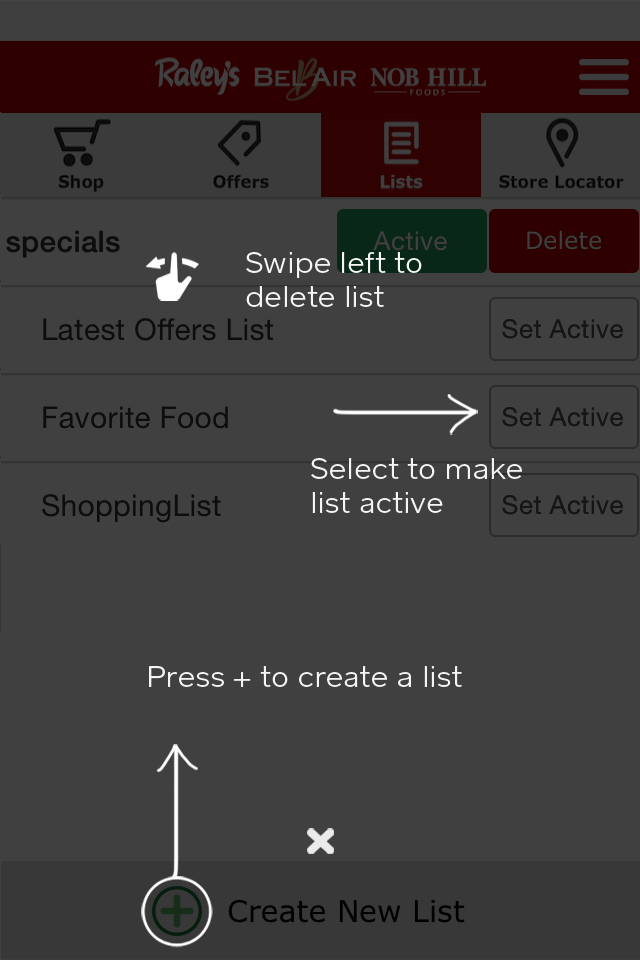 Raley's BEL AIR NOB HILL
FOODS
Shop Offers Lists Store Locator
specials Active Delete
Swipe left to
delete list
Latest Offers List Set Active
Favorite Food Set Active
Select to make
list active
ShoppingList Set Active
Press + to create a list
Create New List